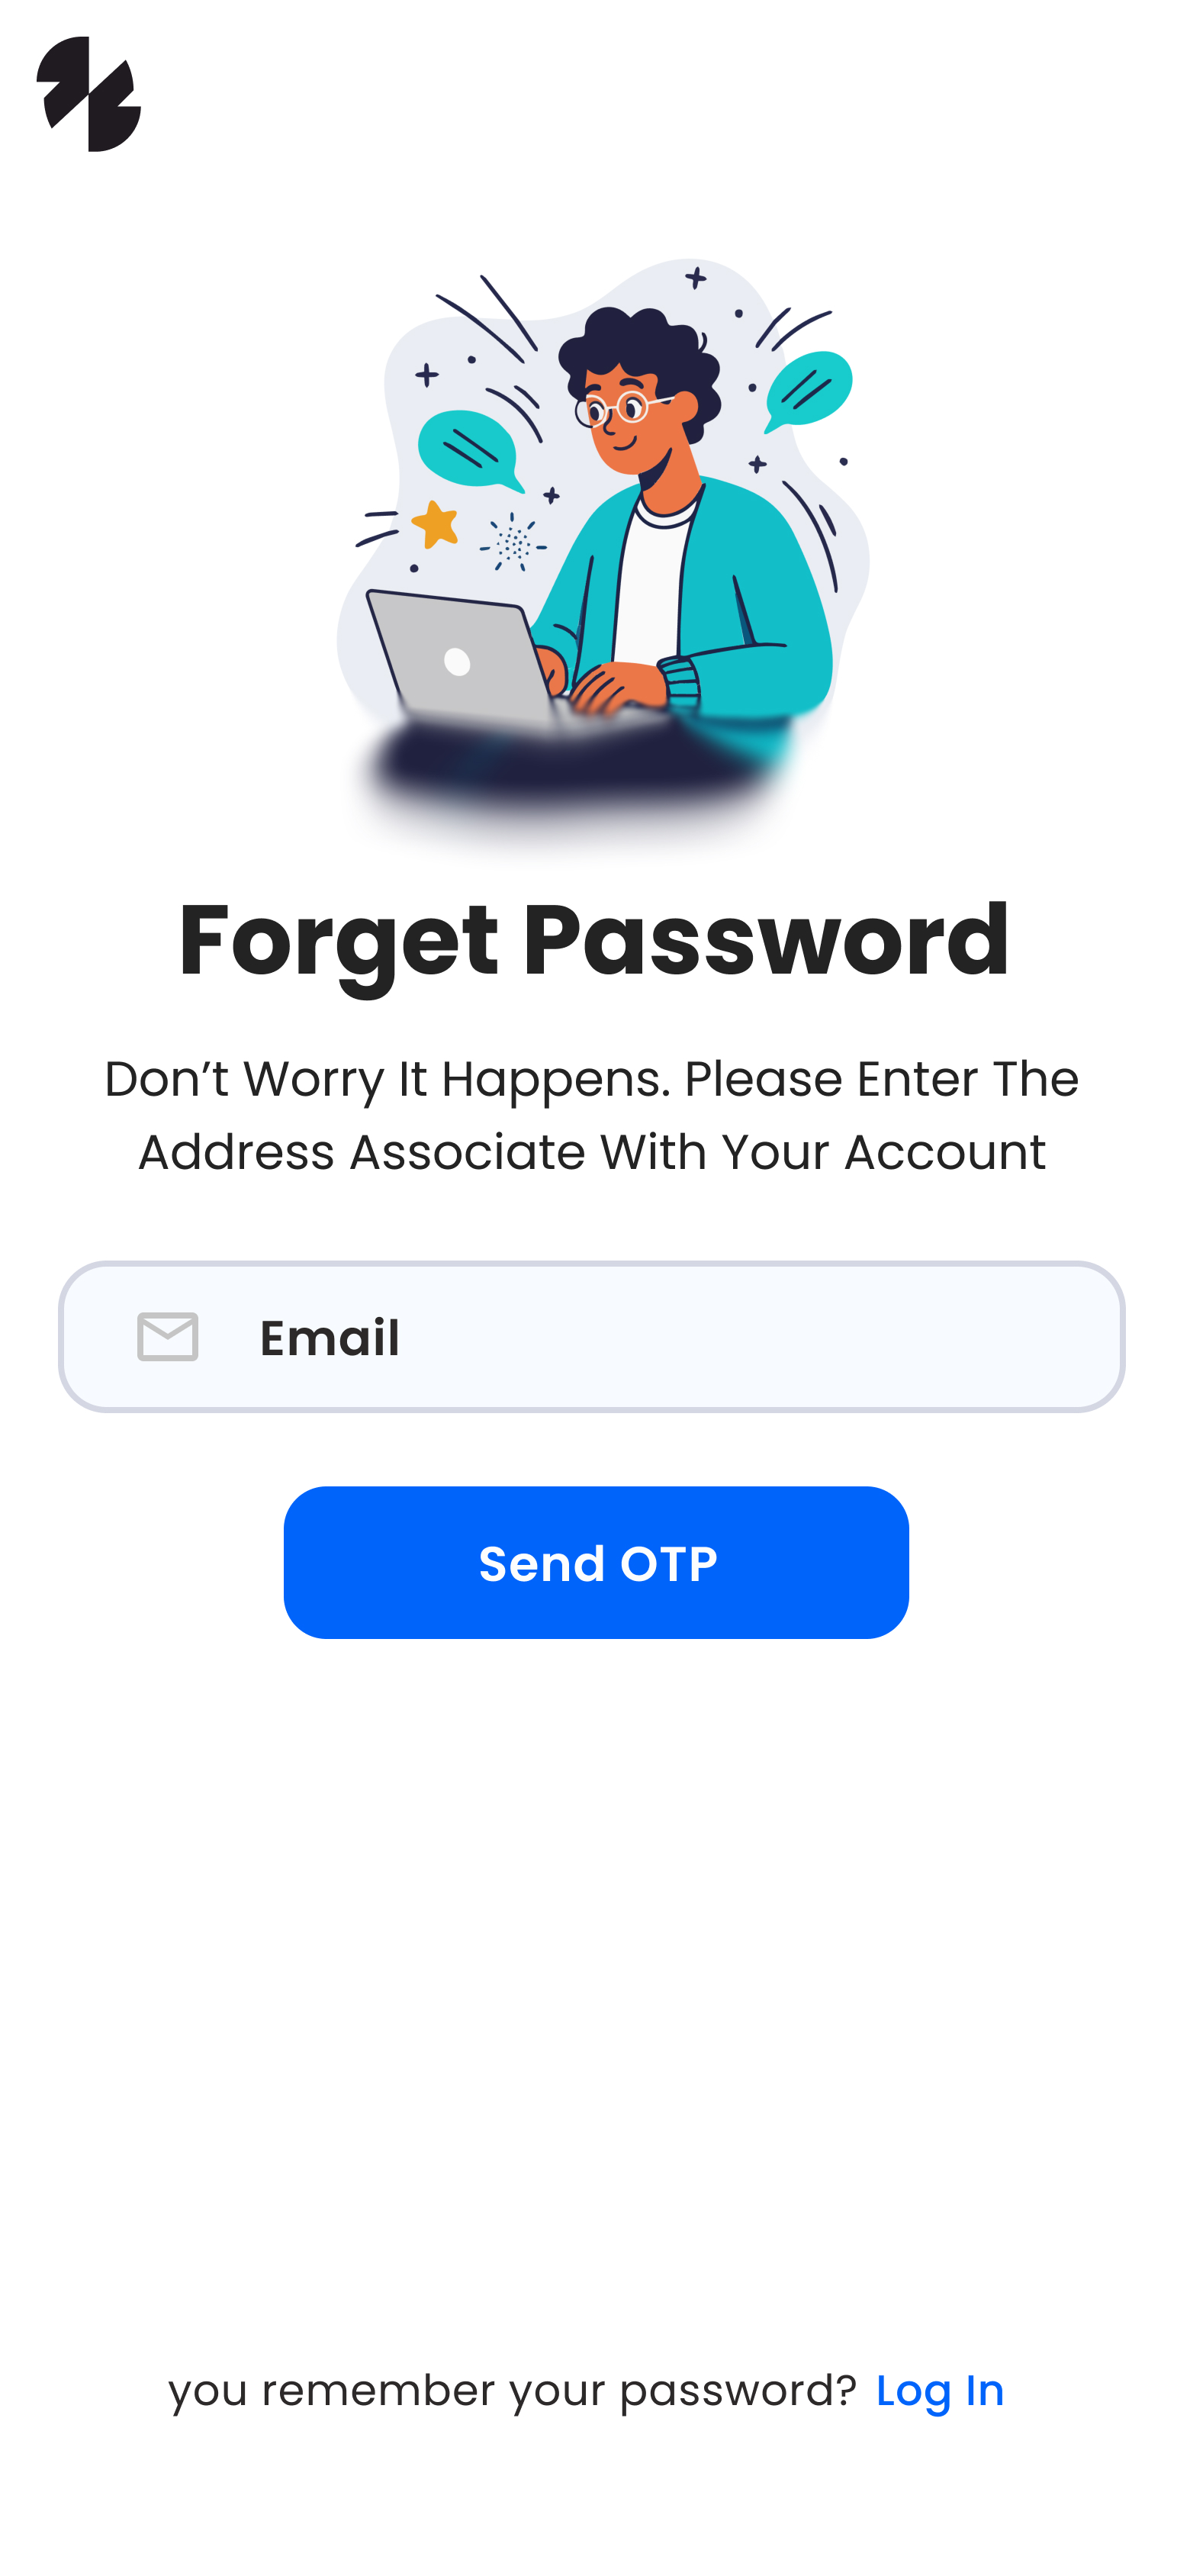 Forget Password
Don’t Worry It Happens. Please Enter The
Address Associate With Your Account
Email
Send OTP
you remember your password? Log In